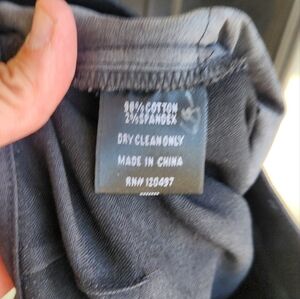 98% COTTON
2% SPANDEX
DRY CLEAN ONLY
MADE IN CHINA
RN# 120497